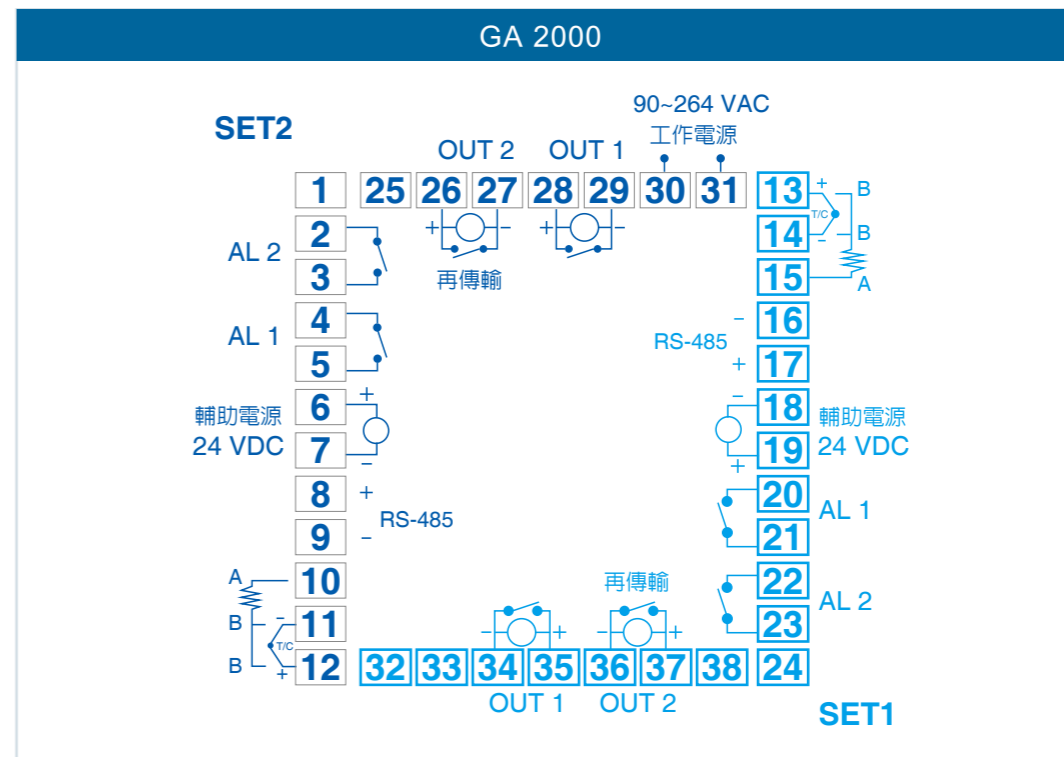 GA 2000
90~264 VAC
工作電源
SET2
OUT 2 OUT 1
1 25 26 27 28 29 30 31 13 + B
2 + - + - T/C
AL 2
14 - B
3 再傳輸 15 A
4 - 16
AL 1 RS-485
5 + 17
6 + - 18
輔助電源 輔助電源
24 VDC 24 VDC
7 - + 19
8 + 20
RS-485 AL 1
9 - 21
A 10 再傳輸 22
AL 2
B - 11 - + - + 23
T/C
B + 12 32 33 34 35 36 37 38 24
OUT 1 OUT 2
SET1